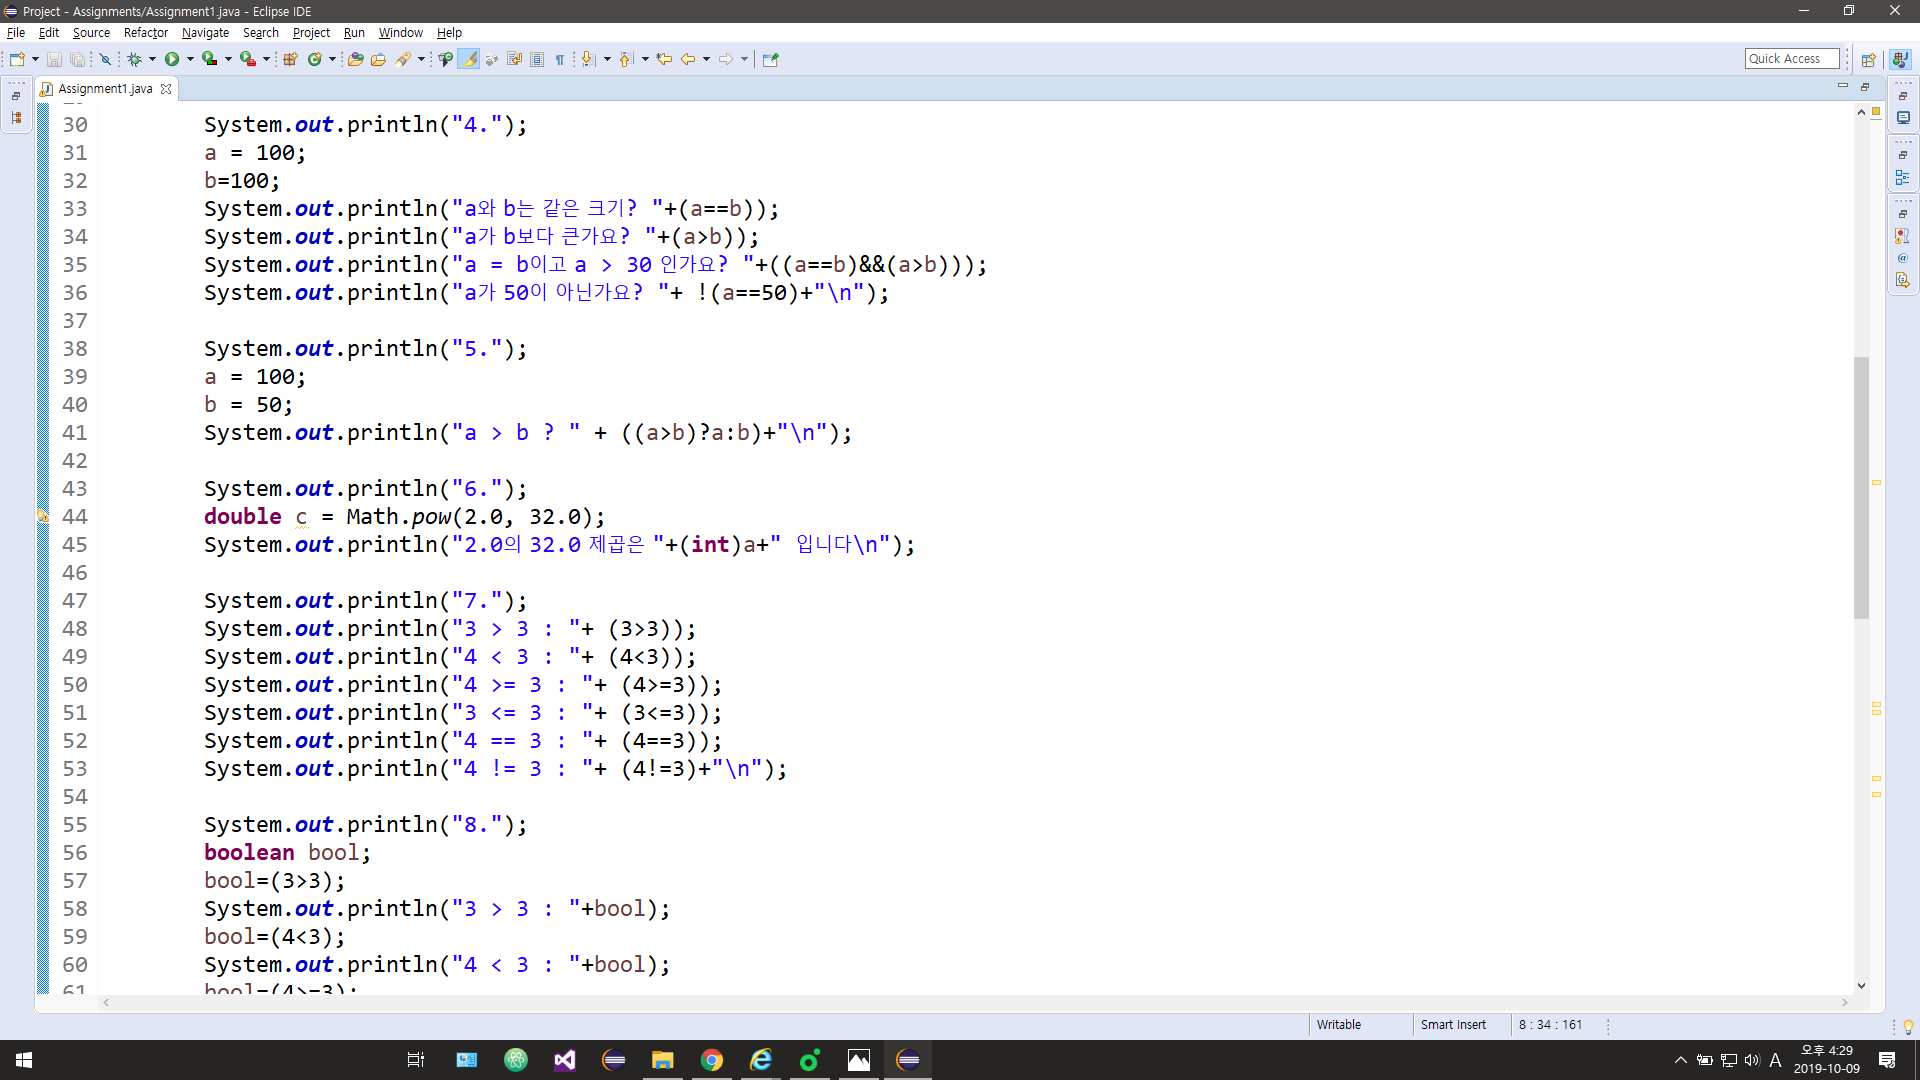 Project - Assignments/Assignment1.java - Eclipse IDE
File Edit Source Refactor Navigate Search Project Run Window Help
Quick Access
Assignment1.java
30 System.out.println("4.");
31 a = 100;
32 b=100;
33 System.out.println("a와 b는 같은 크기? "+(a==b));
34 System.out.println("a가 b보다 큰가요? "+(a>b));
35 System.out.println("a = b이고 a > 30 인가요? "+((a==b)&&(a>b)));
36 System.out.println("a가 50이 아닌가요? "+ !(a==50)+"\n");
37
38 System.out.println("5.");
39 a = 100;
40 b = 50;
41 System.out.println("a > b ? " + ((a>b)?a:b)+"\n");
42
43 System.out.println("6.");
44 double c = Math.pow(2.0, 32.0);
45 System.out.println("2.0의 32.0 제곱은 "+(int)a+" 입니다\n");
46
47 System.out.println("7.");
48 System.out.println("3 > 3 : "+ (3>3));
49 System.out.println("4 < 3 : "+ (4<3));
50 System.out.println("4 >= 3 : "+ (4>=3));
51 System.out.println("3 <= 3 : "+ (3<=3));
52 System.out.println("4 == 3 : "+ (4==3));
53 System.out.println("4 != 3 : "+ (4!=3)+"\n");
54
55 System.out.println("8.");
56 boolean bool;
57 bool=(3>3);
58 System.out.println("3 > 3 : "+bool);
59 bool=(4<3);
60 System.out.println("4 < 3 : "+bool);
61 bool=(4>=3);
Writable Smart Insert 8 : 34 : 161
A 오후 4:29
2019-10-09